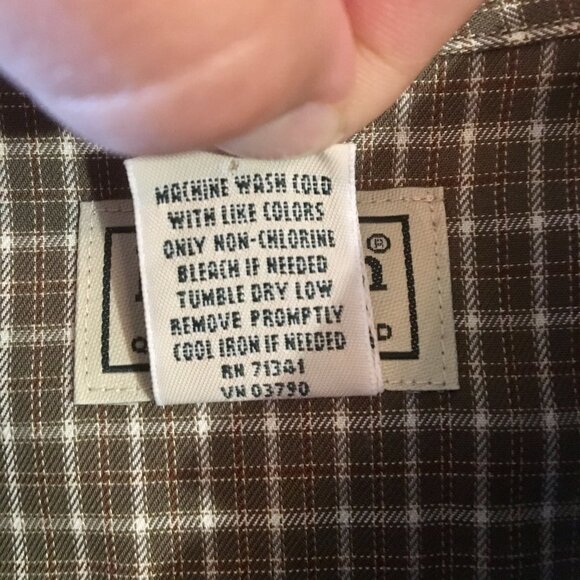 MACHINE WASH COLD
WITH LIKE COLORS
ONLY NON-CHLORINE
BLEACH IF NEEDED
TUMBLE DRY LOW
REMOVE PROMPTLY
COOL IRON IF NEEDED
RN 71341
VN 03790